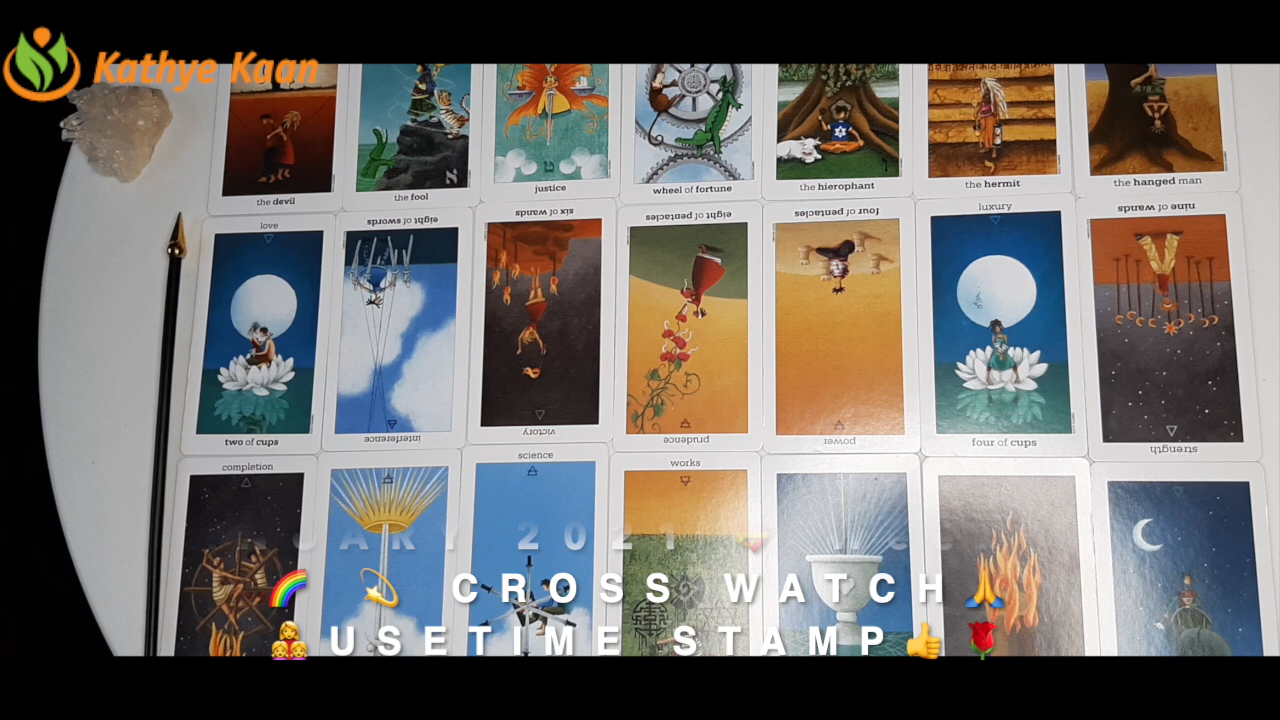 Kathye Kaan
the devil
the fool
justice
wheel of fortune
the hierophant
the hermit
the hanged man
love
eight of swords
six of wands
eight of pentacles
four of pentacles
luxury
nine of wands
two of cups
interference
victory
prudence
power
four of cups
strength
completion
science
works
2021
🌈 💫 CROSS WATCH 🙏
👩‍👧‍👧 USETIME STAMP 👍 🌹